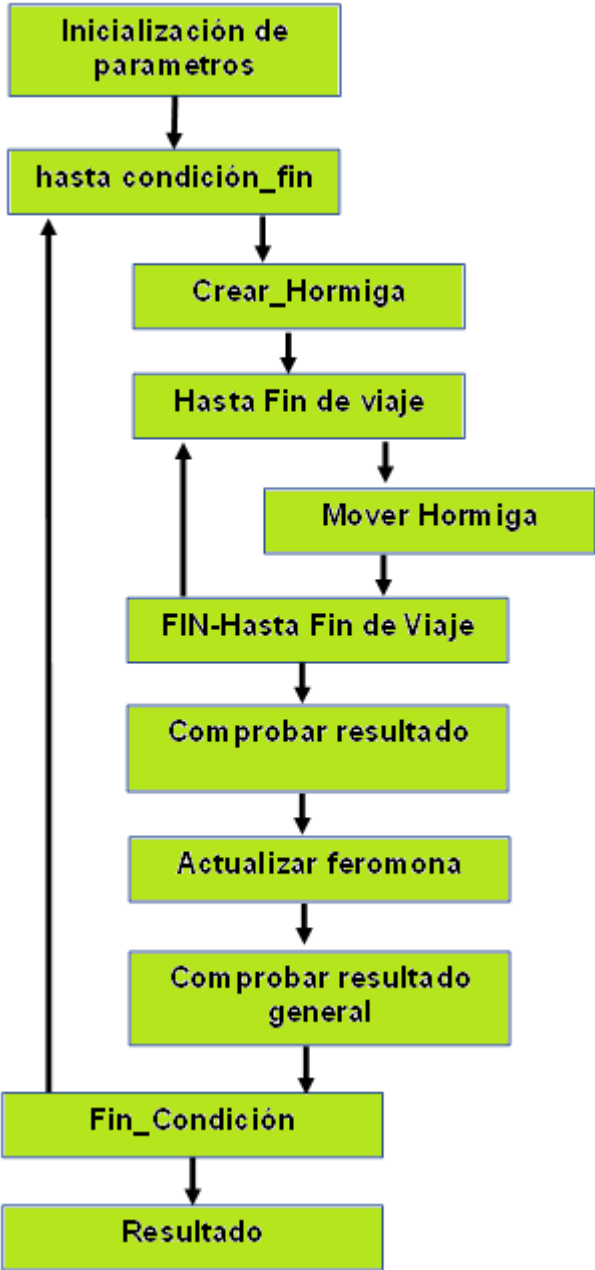 Inicialización de
parametros
hasta condición_fin
Crear_Hormiga
Hasta Fin de viaje
Mover Hormiga
FIN-Hasta Fin de Viaje
Comprobar resultado
Actualizar feromona
Comprobar resultado
general
Fin_Condición
Resultado